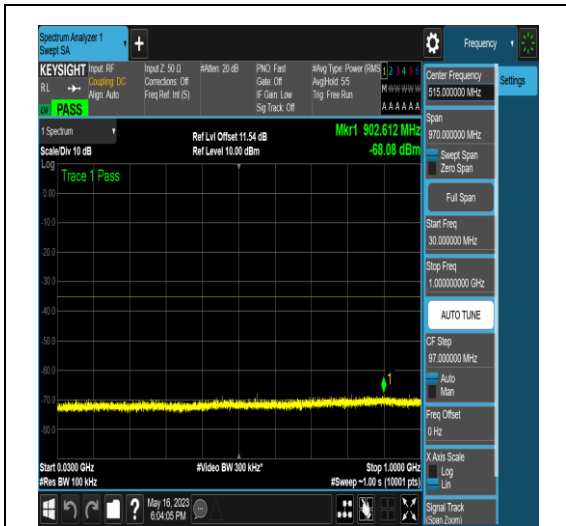 Spectrum Analyzer 1
Swept SA
+
Frequency
KEYSIGHT
RL
PASS
Input: RF
Coupling: DC
Align: Auto
Input Z: 50 Ω
Corrections: Off
Freq Ref: Int (S)
#Atten: 20 dB
PNO: Fast
Gate: Off
IF Gain: Low
Sig Track: Off
#Avg Type: Power (RMS
Avg|Hold: 5/5
Trig: Free Run
1 2 3 4 5 6
M W W W W W
A A A A A A
Center Frequency
515.000000 MHz
Settings
Span
970.000000 MHz
Swept Span
Zero Span
Full Span
Start Freq
30.000000 MHz
Stop Freq
1.000000000 GHz
AUTO TUNE
CF Step
97.000000 MHz
Auto
Man
Freq Offset
0 Hz
X Axis Scale
Log
Lin
Signal Track
(Span Zoom)
1 Spectrum
Scale/Div 10 dB
Ref Lvl Offset 11.54 dB
Ref Level 10.00 dBm
Mkr1 902.612 MHz
-68.08 dBm
Log
Trace 1 Pass
0.00
-10.0
-20.0
-30.0
-40.0
-50.0
-60.0
-70.0
-80.0
1
Start 0.0300 GHz
#Res BW 100 kHz
#Video BW 300 kHz*
Stop 1.0000 GHz
#Sweep ~1.00 s (10001 pts)
?
May 16, 2023
6:04:05 PM